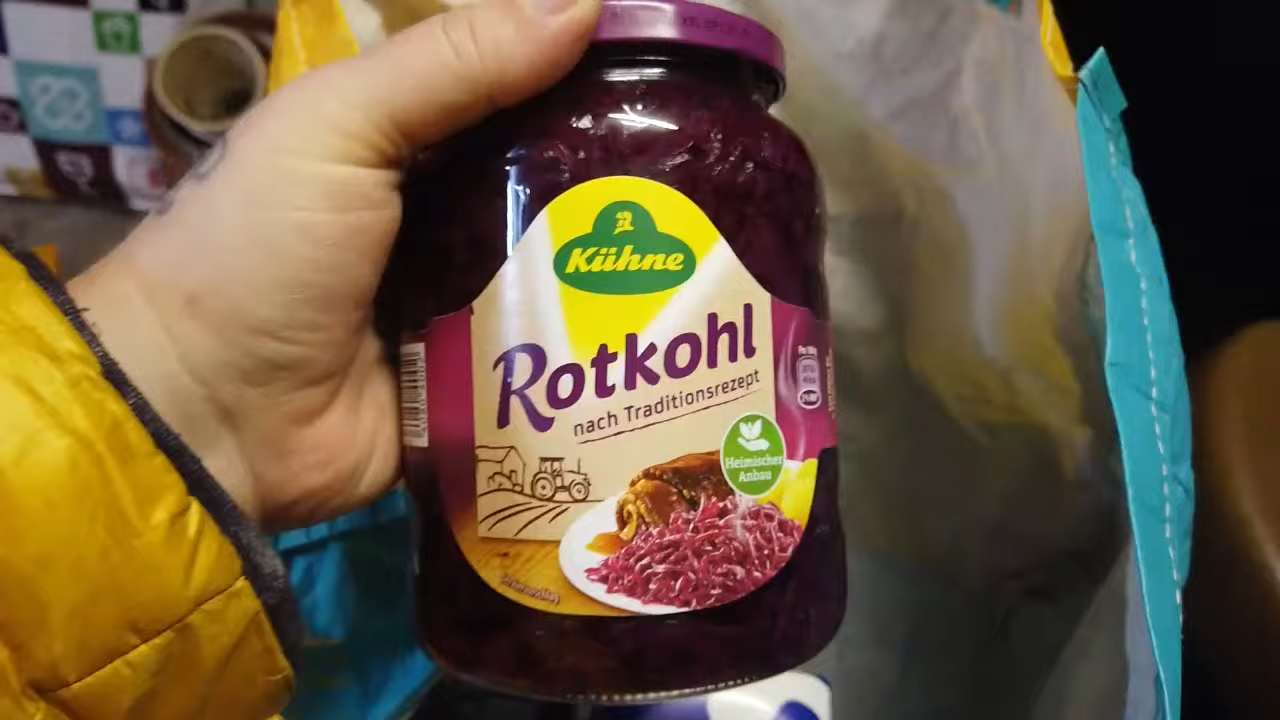 Kühne
Rotkohl
nach Traditionsrezept
Heimischer
Anbau